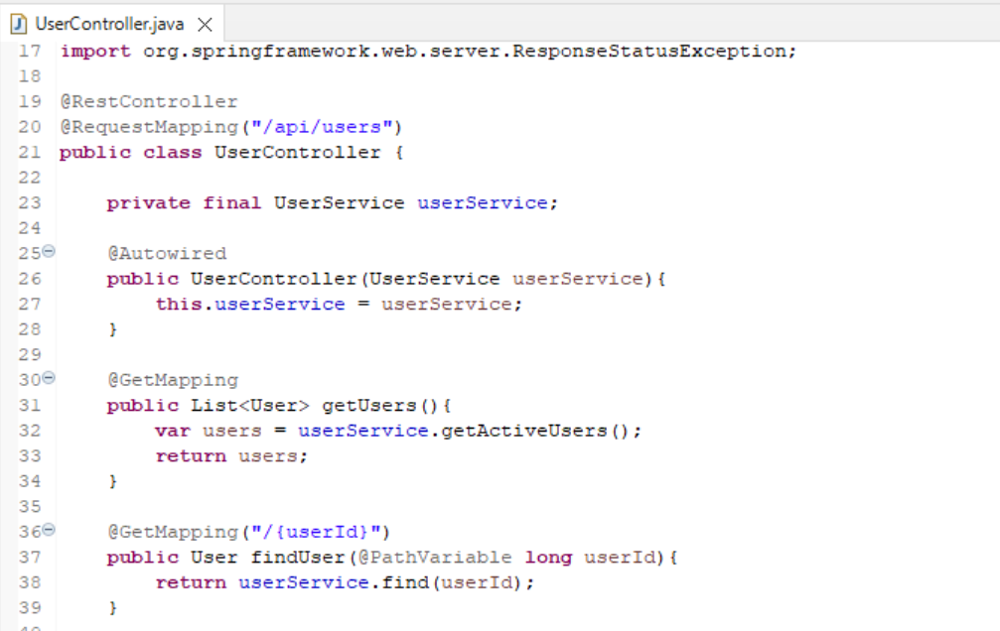 UserController.java
17 import org.springframework.web.server.ResponseStatusException;
18
19 @RestController
20 @RequestMapping("/api/users")
21 public class UserController {
22
23     private final UserService userService;
24
25     @Autowired
26     public UserController(UserService userService){
27         this.userService = userService;
28     }
29
30     @GetMapping
31     public List<User> getUsers(){
32         var users = userService.getActiveUsers();
33         return users;
34     }
35
36     @GetMapping("/{userId}")
37     public User findUser(@PathVariable long userId){
38         return userService.find(userId);
39     }